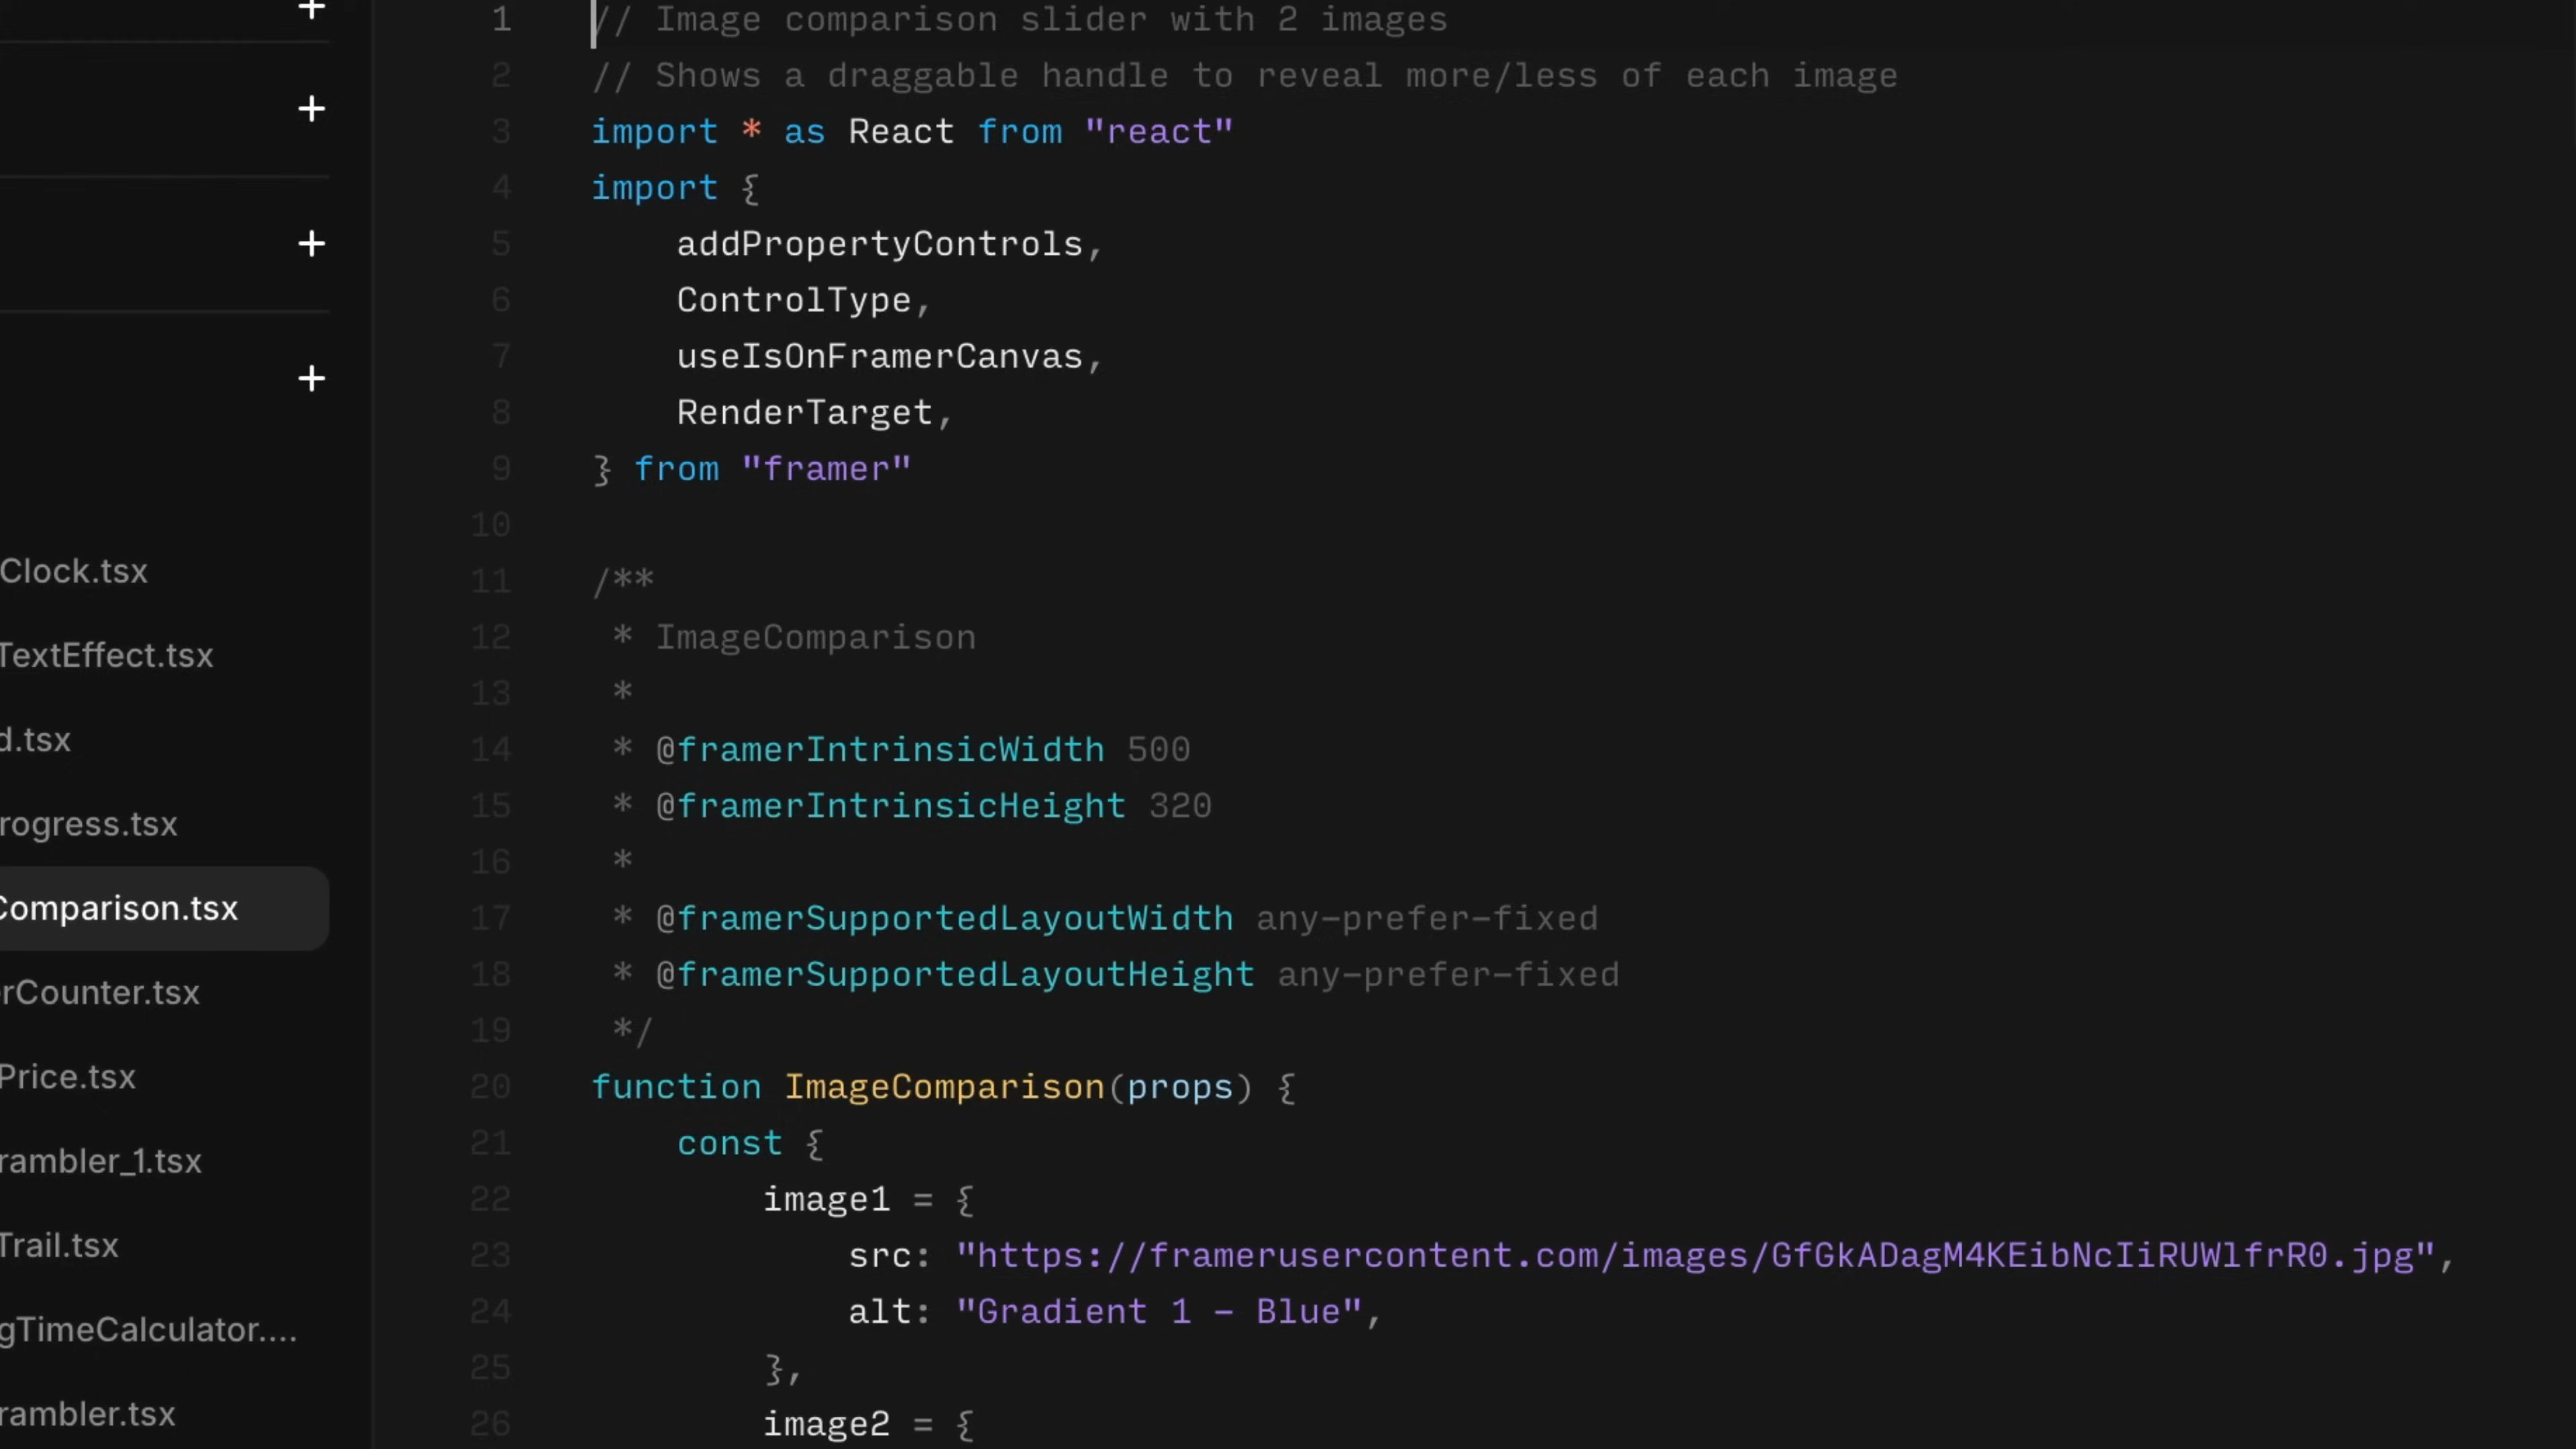 Clock.tsx
TextEffect.tsx
d.tsx
rogress.tsx
Comparison.tsx
rCounter.tsx
Price.tsx
rambler_1.tsx
Trail.tsx
gTimeCalculator....
rambler.tsx
1 // Image comparison slider with 2 images
2 // Shows a draggable handle to reveal more/less of each image
3 import * as React from "react"
4 import {
5 addPropertyControls,
6 ControlType,
7 useIsOnFramerCanvas,
8 RenderTarget,
9 } from "framer"
10
11 /**
12 * ImageComparison
13 *
14 * @framerIntrinsicWidth 500
15 * @framerIntrinsicHeight 320
16 *
17 * @framerSupportedLayoutWidth any-prefer-fixed
18 * @framerSupportedLayoutHeight any-prefer-fixed
19 */
20 function ImageComparison(props) {
21 const {
22 image1 = {
23 src: "https://framerusercontent.com/images/GfGkADagM4KEibNcIiRUWlfrR0.jpg",
24 alt: "Gradient 1 - Blue",
25 },
26 image2 = {